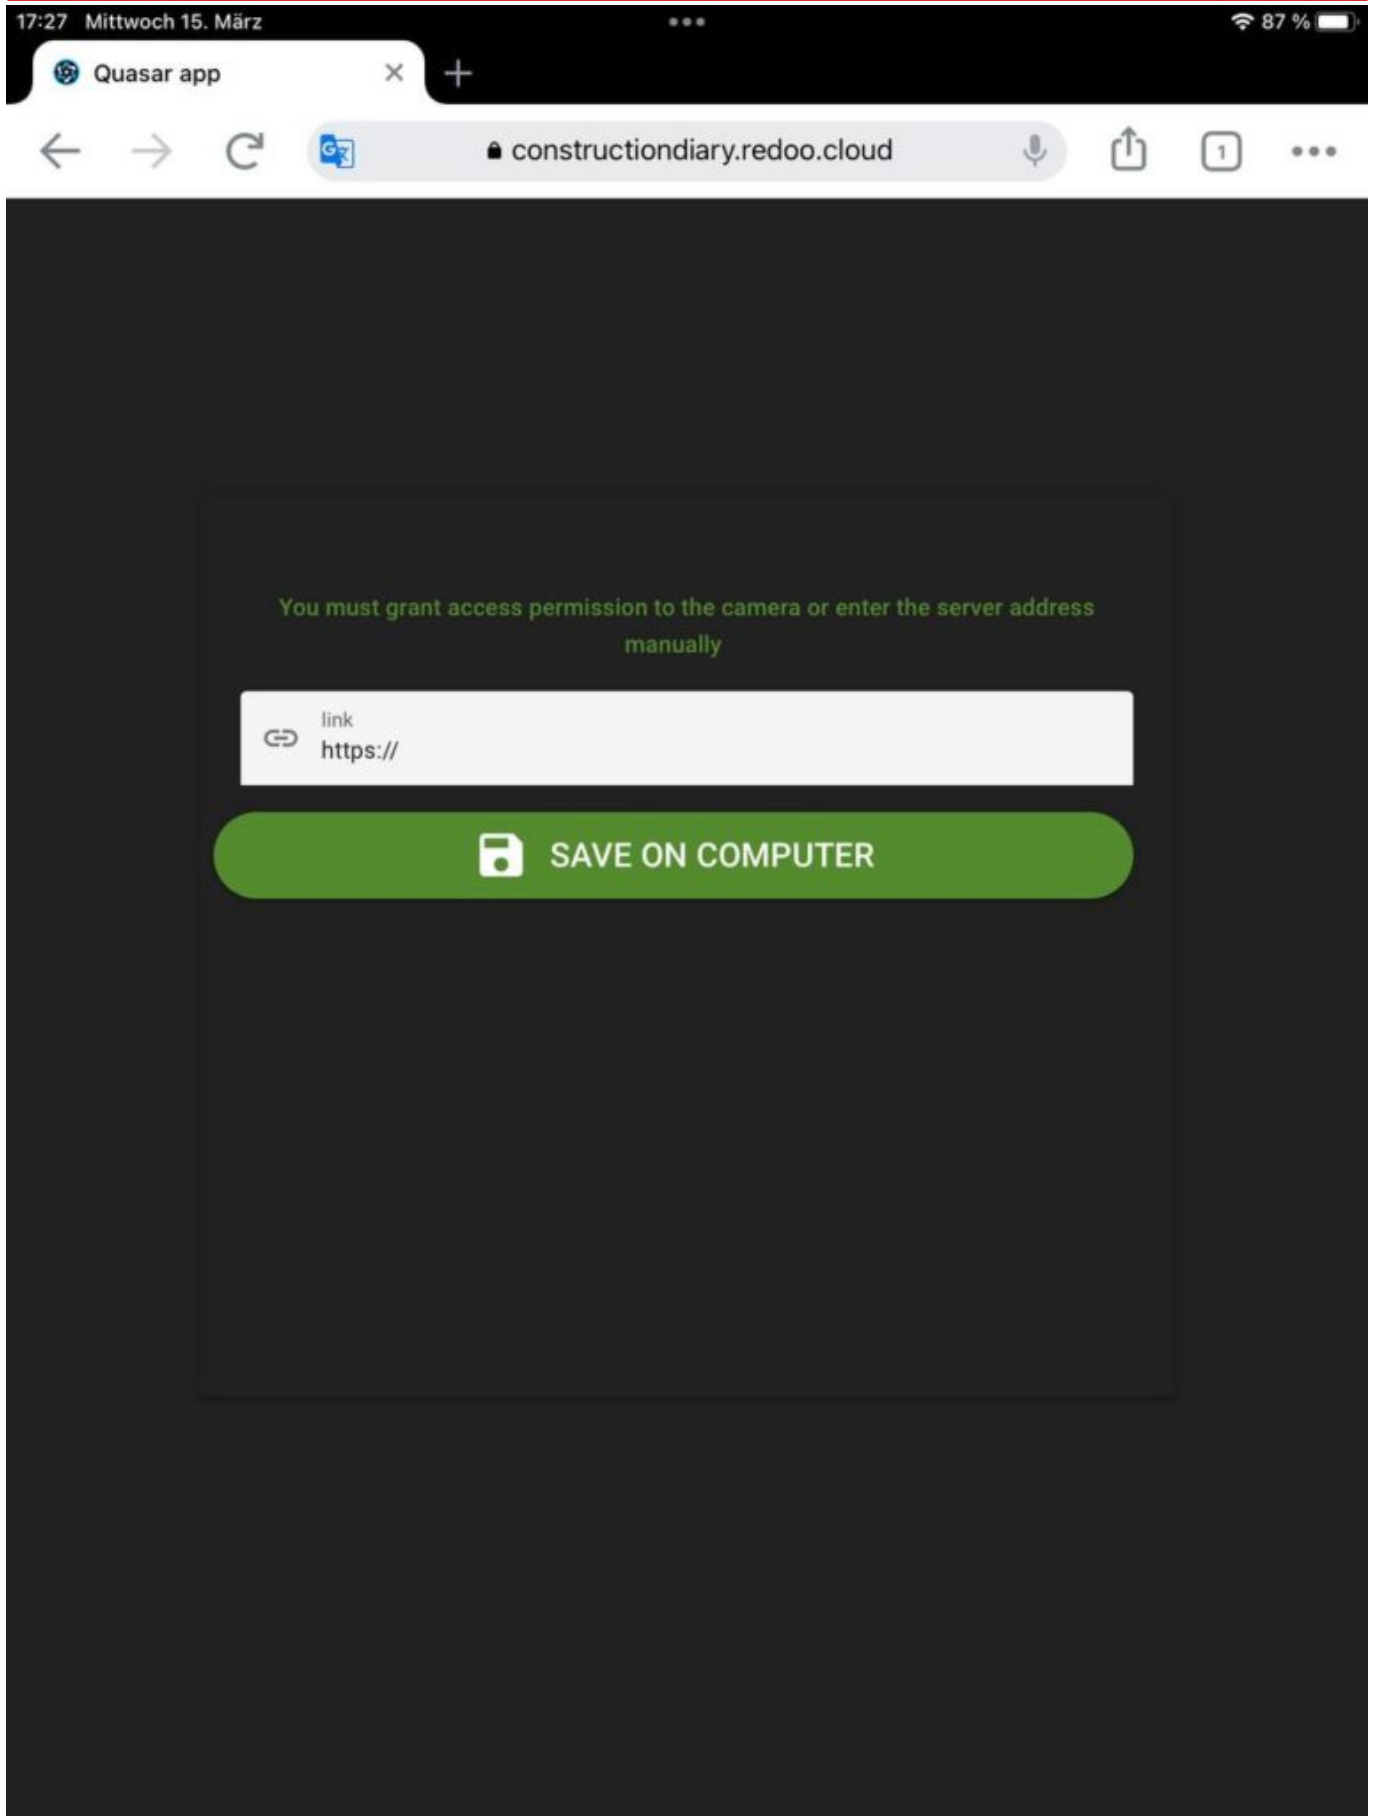 17:27 Mittwoch 15. März
87 %
Quasar app
constructiondiary.redoo.cloud
1
You must grant access permission to the camera or enter the server address
manually
link
https://
SAVE ON COMPUTER